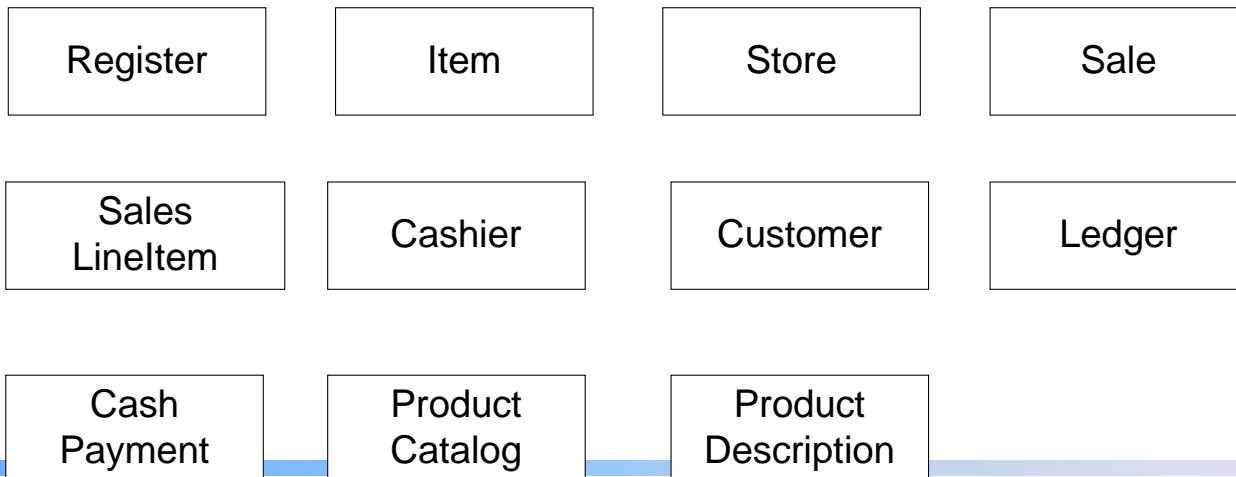 Register
Item
Store
Sale
Sales
LineItem
Cashier
Customer
Ledger
Cash
Payment
Product
Catalog
Product
Description